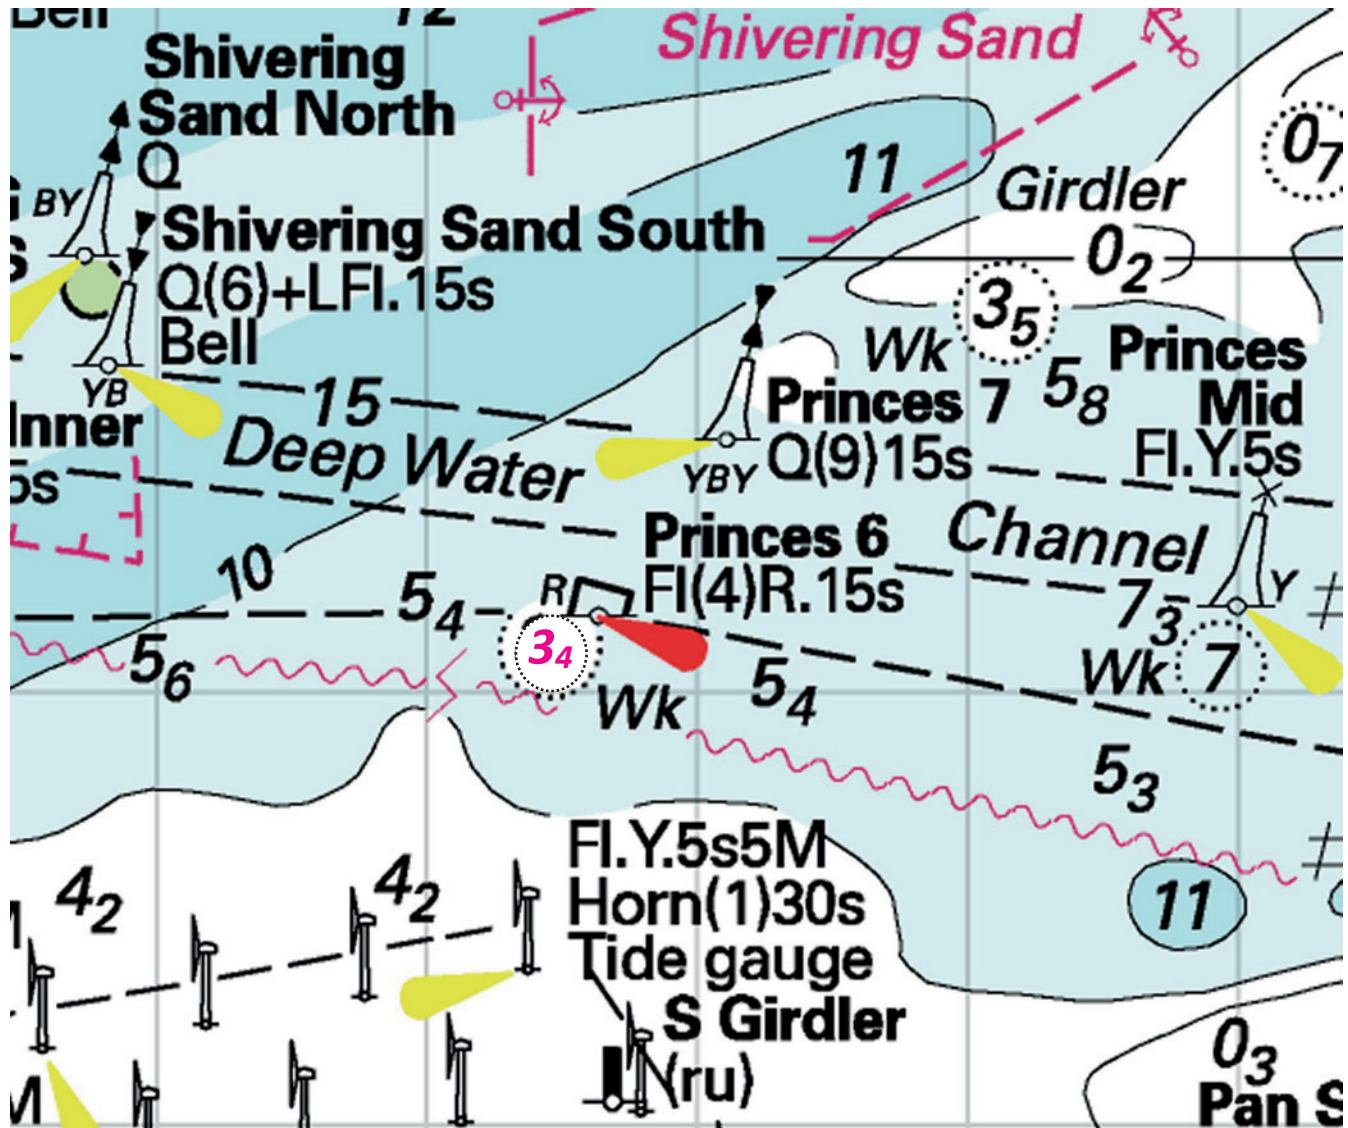 Bell
12
Shivering
Sand North
Q
BY
Shivering Sand
11
Girdler
0₇
0₂
Shivering Sand South
Q(6)+LFl.15s
Bell
YB
3₅
Wk
5₈
Princes
Mid
Fl.Y.5s
Princes 7
Q(9)15s
YBY
15
Inner
5s
Deep Water
Channel
Princes 6
Fl(4)R.15s
R
10
5₄
7₃
Y
3₄
Wk
5₆
5₄
Wk
7
5₃
4₂
4₂
Fl.Y.5s5M
Horn(1)30s
Tide gauge
11
S Girdler
(ru)
0₃
Pan S
M